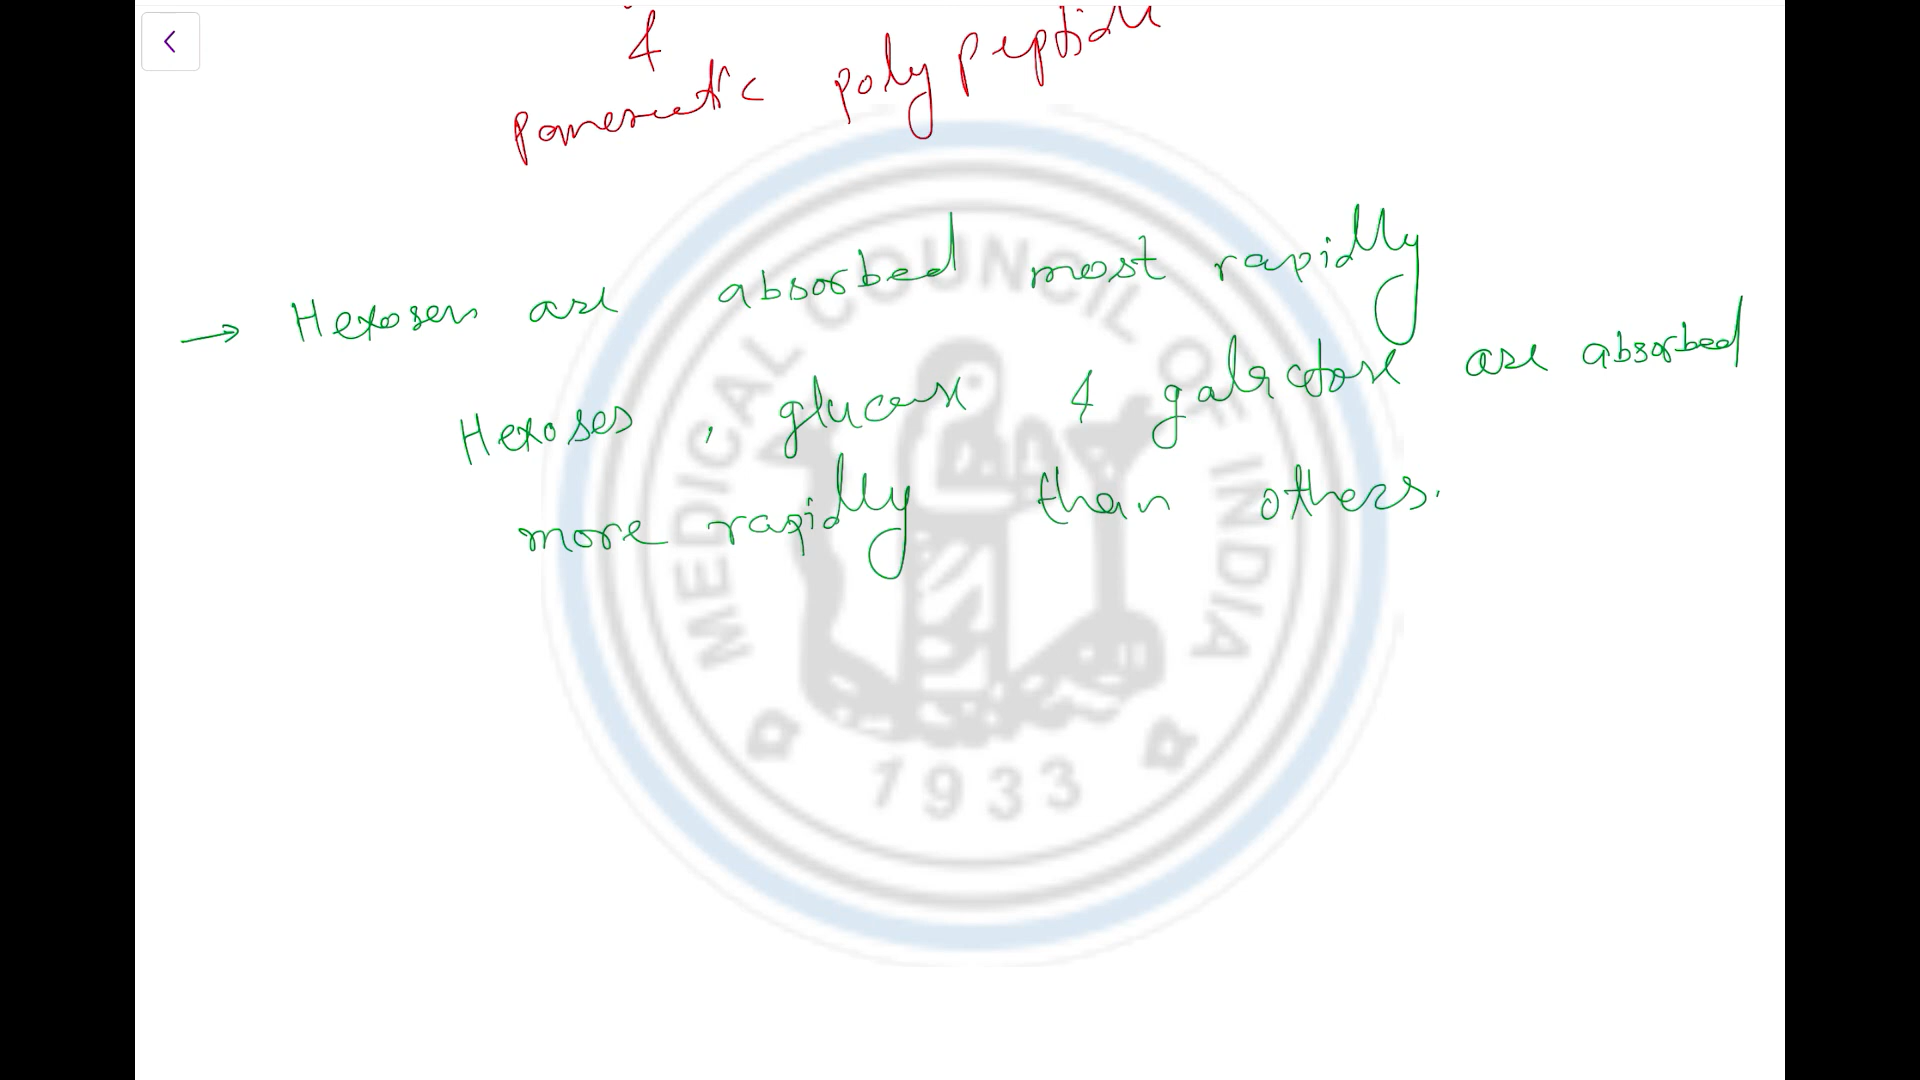 &
pancreatic polypeptide
→ Hexoses are absorbed most rapidly
Hexoses, glucose & galactose are absorbed
more rapidly than others.
MEDICAL COUNCIL OF INDIA
1933